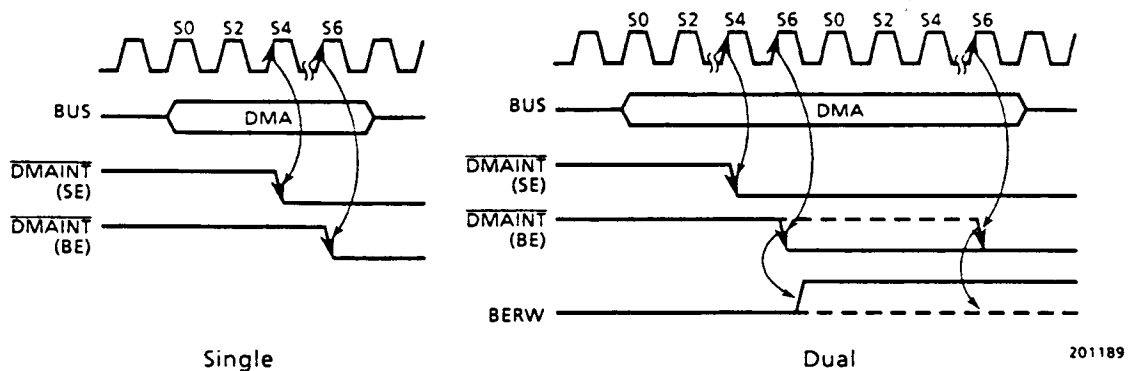 S0 S2 S4 S6
BUS DMA
DMAINT
(SE)
DMAINT
(BE)
Single
S0 S2 S4 S6 S0 S2 S4 S6
BUS DMA
DMAINT
(SE)
DMAINT
(BE)
BERW
Dual
201189